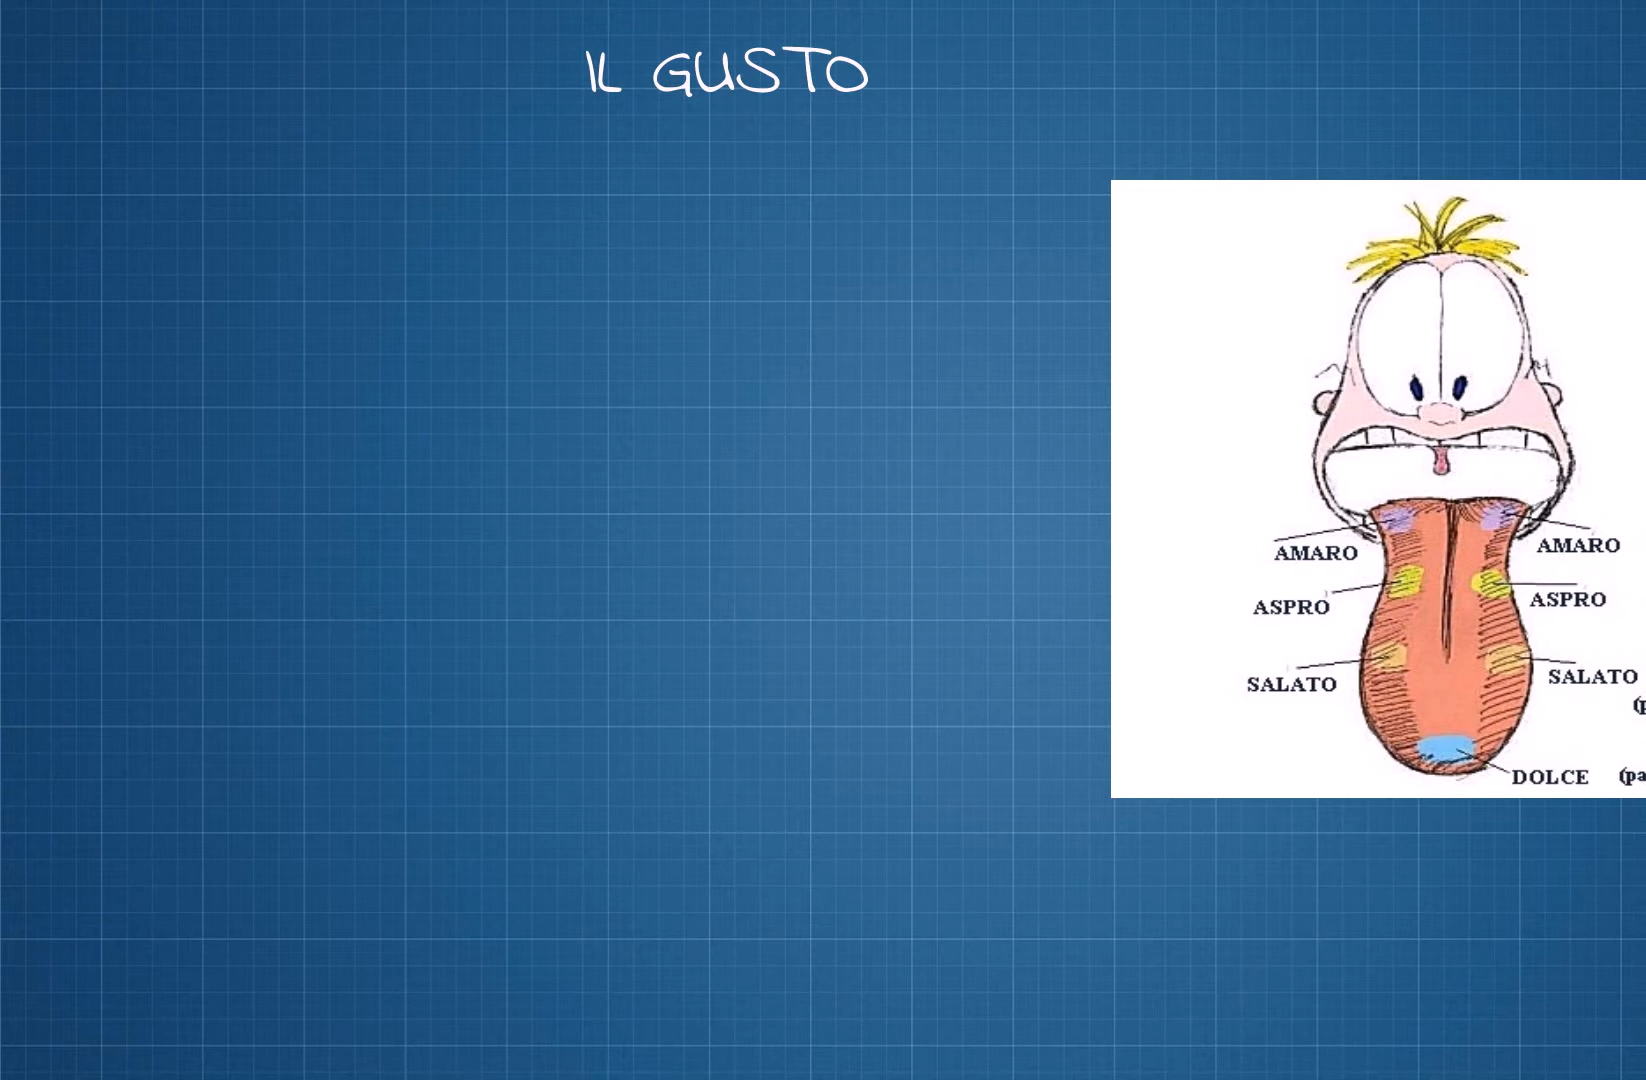 IL GUSTO
AMARO AMARO
ASPRO ASPRO
SALATO SALATO
DOLCE